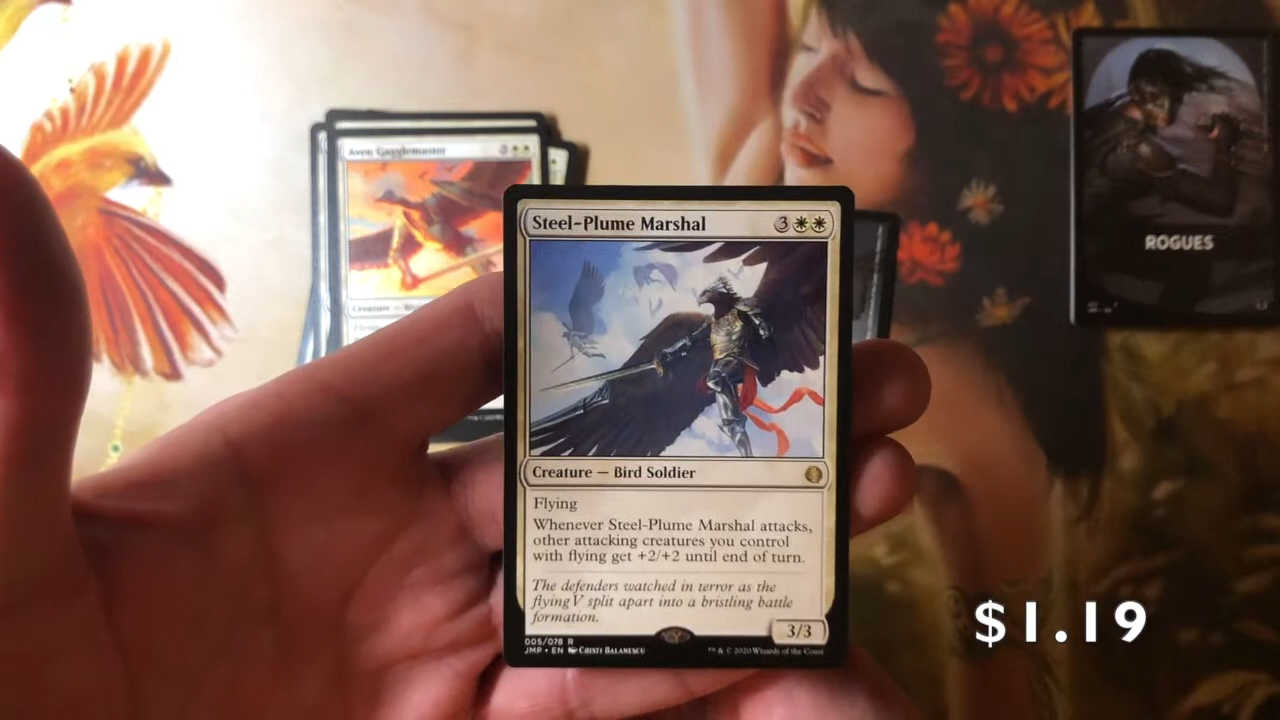 Aven Gagglemaster
Creature — Bird
Steel-Plume Marshal 3
Creature — Bird Soldier
Flying
Whenever Steel-Plume Marshal attacks,
other attacking creatures you control
with flying get +2/+2 until end of turn.
The defenders watched in terror as the
flying V split apart into a bristling battle
formation.
3/3
005/078 R
JMP • EN CRISTI BALANESCU
™ & © 2020 Wizards of the Coast
ROGUES
$1.19